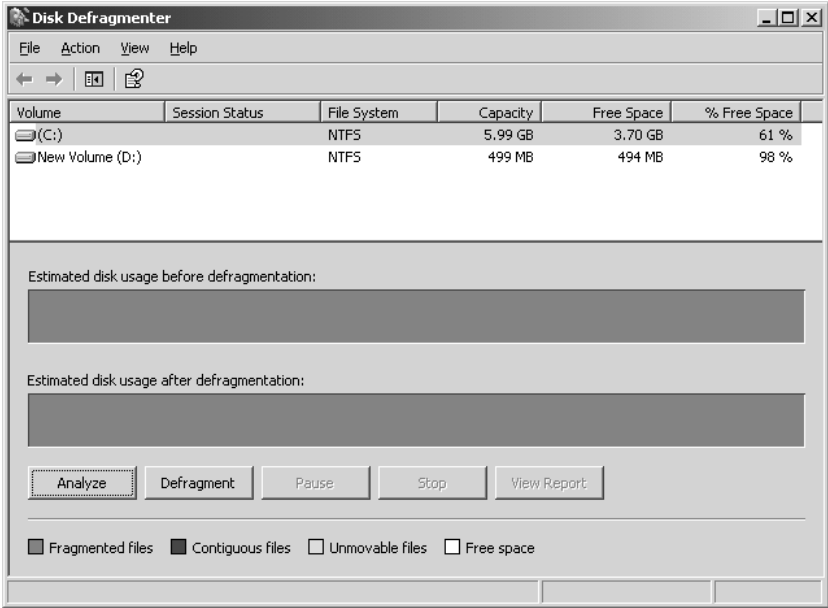 Disk Defragmenter
File Action View Help
Volume Session Status File System Capacity Free Space % Free Space
(C:) NTFS 5.99 GB 3.70 GB 61 %
New Volume (D:) NTFS 499 MB 494 MB 98 %
Estimated disk usage before defragmentation:
Estimated disk usage after defragmentation:
Analyze Defragment Pause Stop View Report
Fragmented files Contiguous files Unmovable files Free space